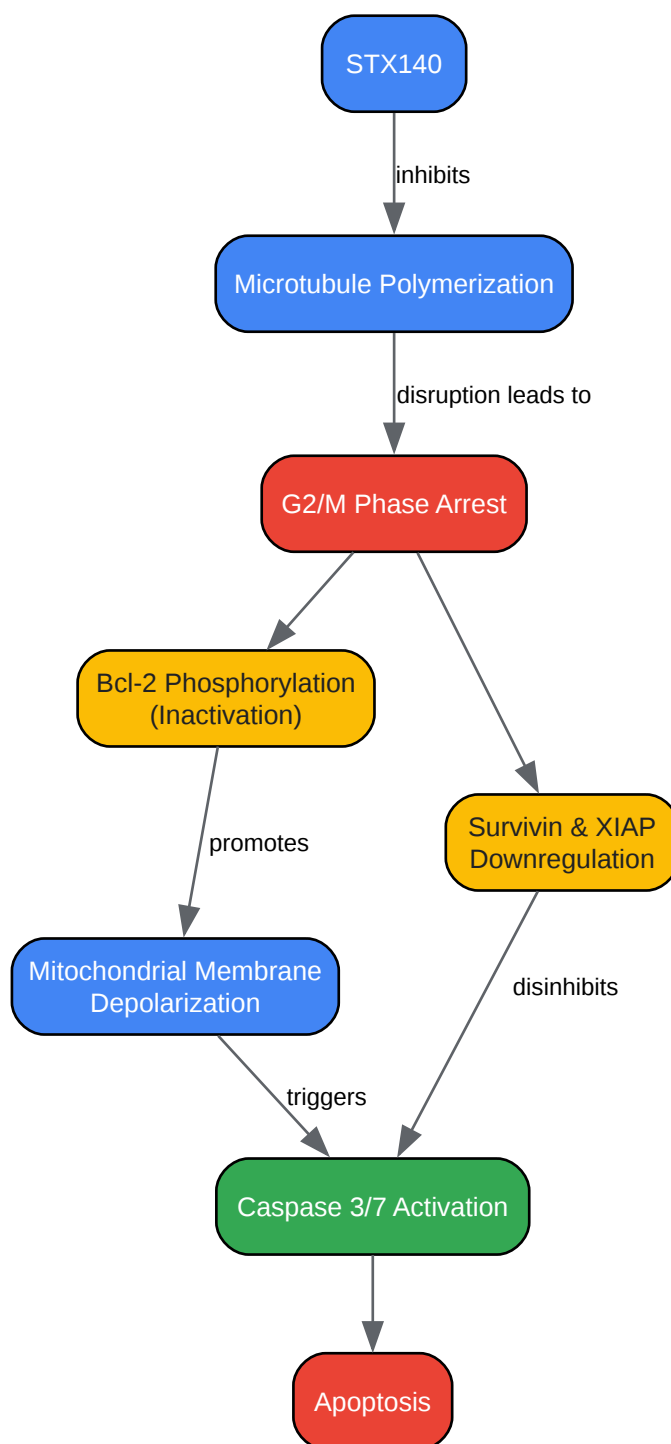 STX140
inhibits
Microtubule Polymerization
disruption leads to
G2/M Phase Arrest
Bcl-2 Phosphorylation
(Inactivation)
promotes
Survivin & XIAP
Downregulation
Mitochondrial Membrane
Depolarization
disinhibits
triggers
Caspase 3/7 Activation
Apoptosis